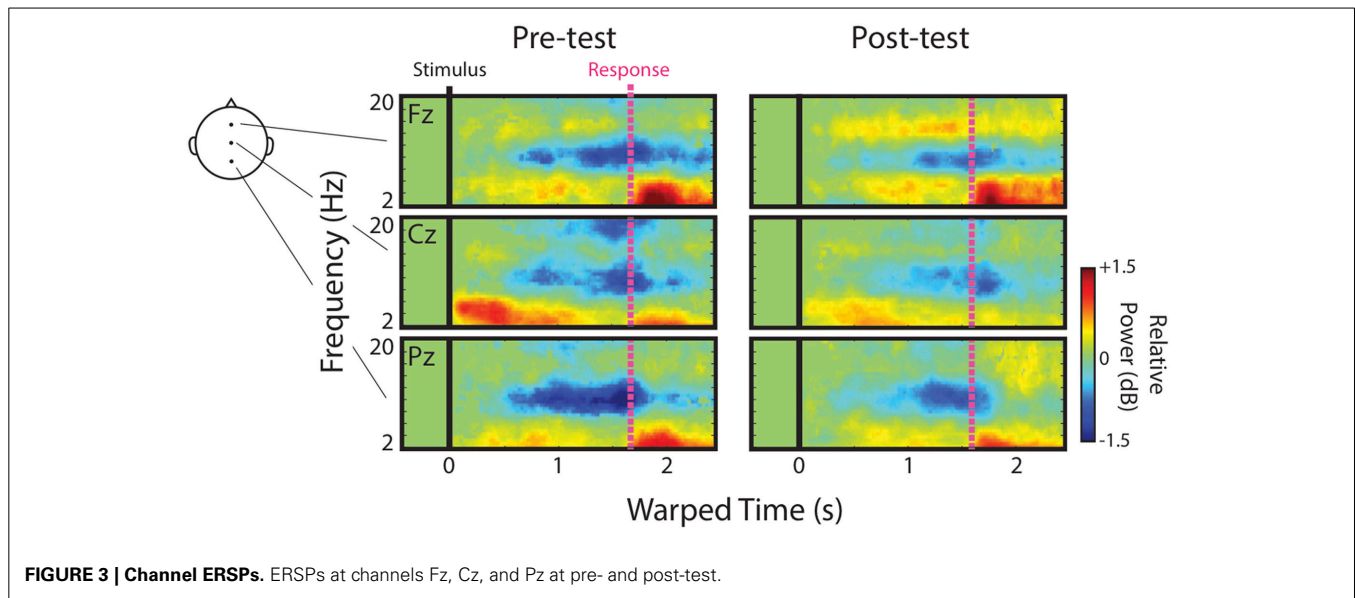 Pre-test Post-test
Stimulus Response
20 Fz
2
20 Cz
2
20 Pz
2
Frequency (Hz)
+1.5
0
-1.5
Relative
Power (dB)
0 1 2 0 1 2
Warped Time (s)
FIGURE 3 | Channel ERSPs. ERSPs at channels Fz, Cz, and Pz at pre- and post-test.